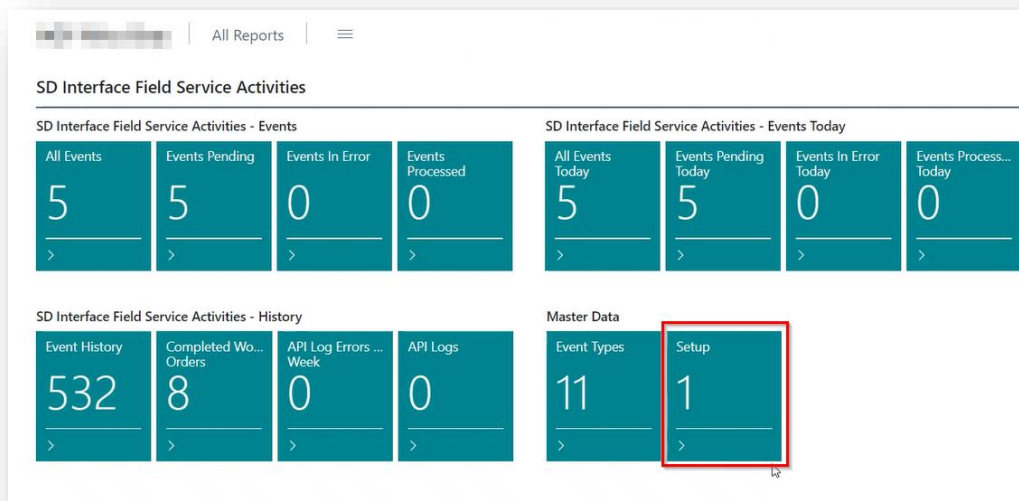 All Reports
SD Interface Field Service Activities
SD Interface Field Service Activities - Events
All Events
5
Events Pending
5
Events In Error
0
Events
Processed
0
SD Interface Field Service Activities - Events Today
All Events
Today
5
Events Pending
Today
5
Events In Error
Today
0
Events Process...
Today
0
SD Interface Field Service Activities - History
Event History
532
Completed Wo...
Orders
8
API Log Errors ...
Week
0
API Logs
0
Master Data
Event Types
11
Setup
1